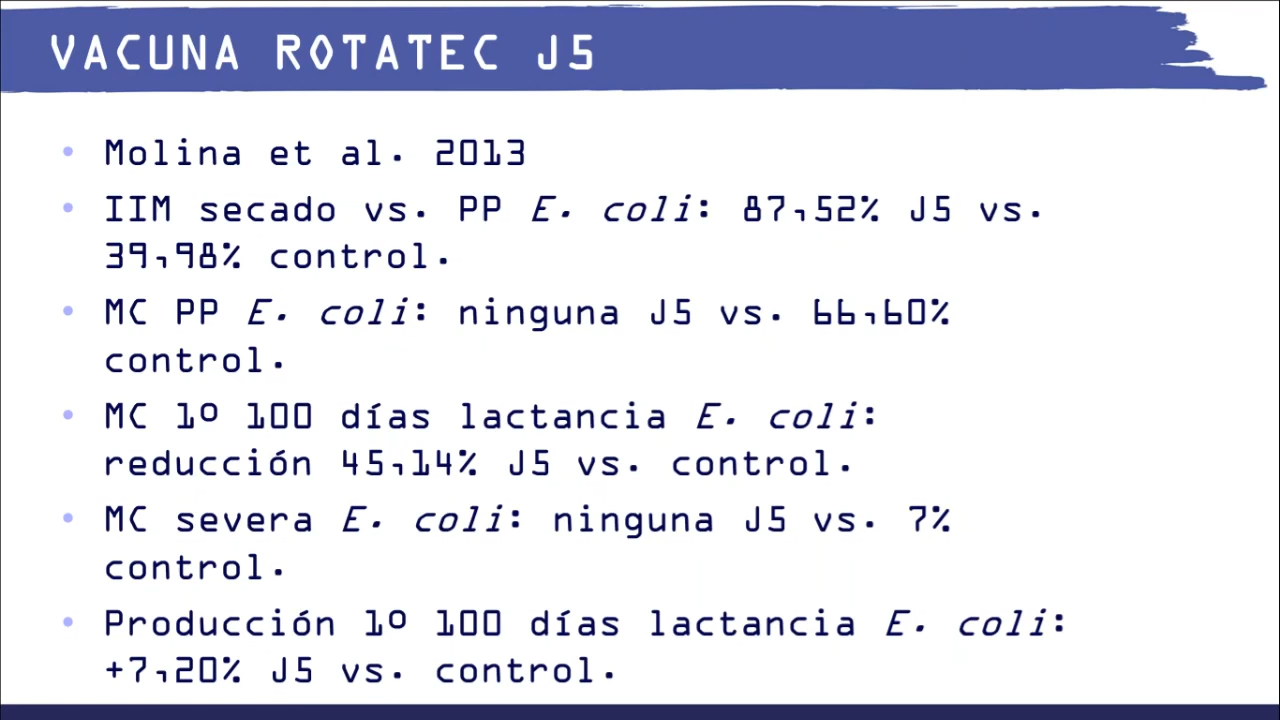 VACUNA ROTATEC J5
• Molina et al. 2013
• IIM secado vs. PP E. coli: 87,52% J5 vs.
39,98% control.
• MC PP E. coli: ninguna J5 vs. 66,60%
control.
• MC 1º 100 días lactancia E. coli:
reducción 45,14% J5 vs. control.
• MC severa E. coli: ninguna J5 vs. 7%
control.
• Producción 1º 100 días lactancia E. coli:
+7,20% J5 vs. control.